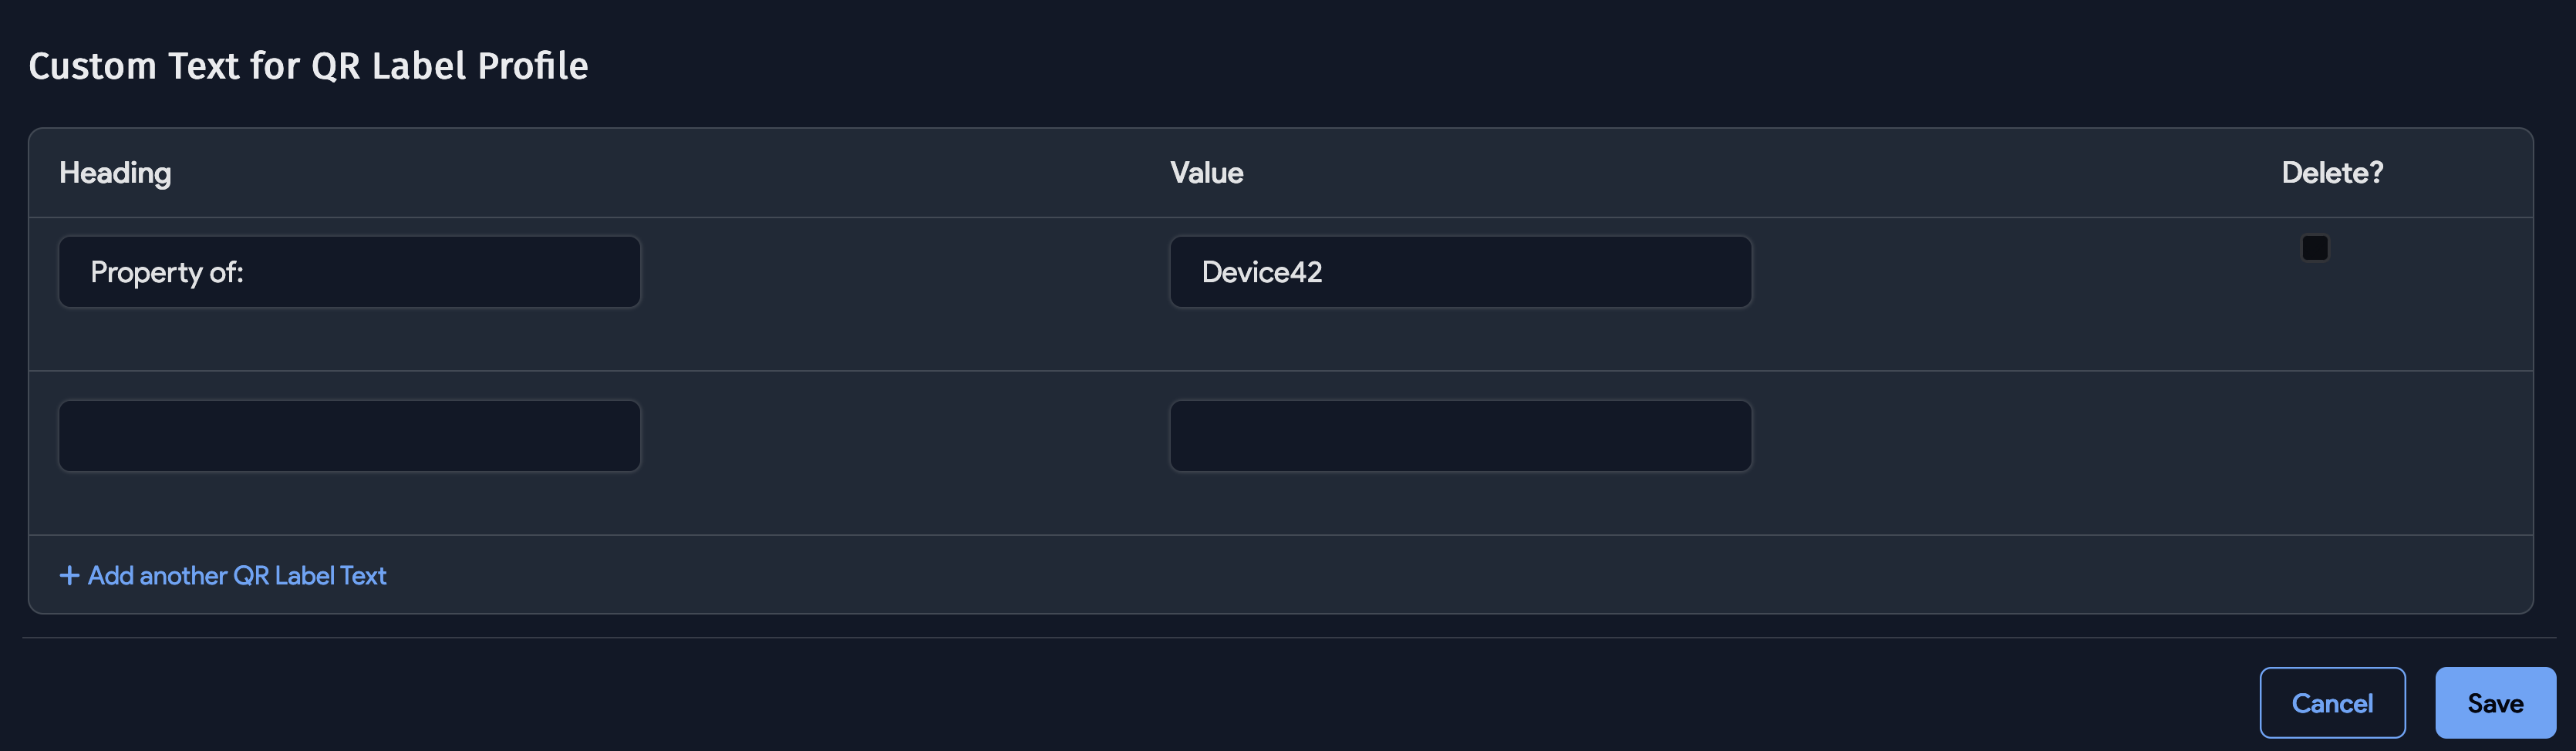 Custom Text for QR Label Profile
Heading Value Delete?
Property of: Device42
+ Add another QR Label Text
Cancel Save